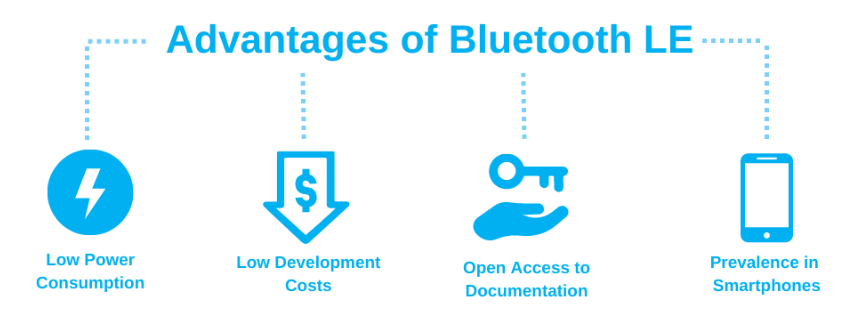 Advantages of Bluetooth LE
Low Power
Consumption
Low Development
Costs
Open Access to
Documentation
Prevalence in
Smartphones